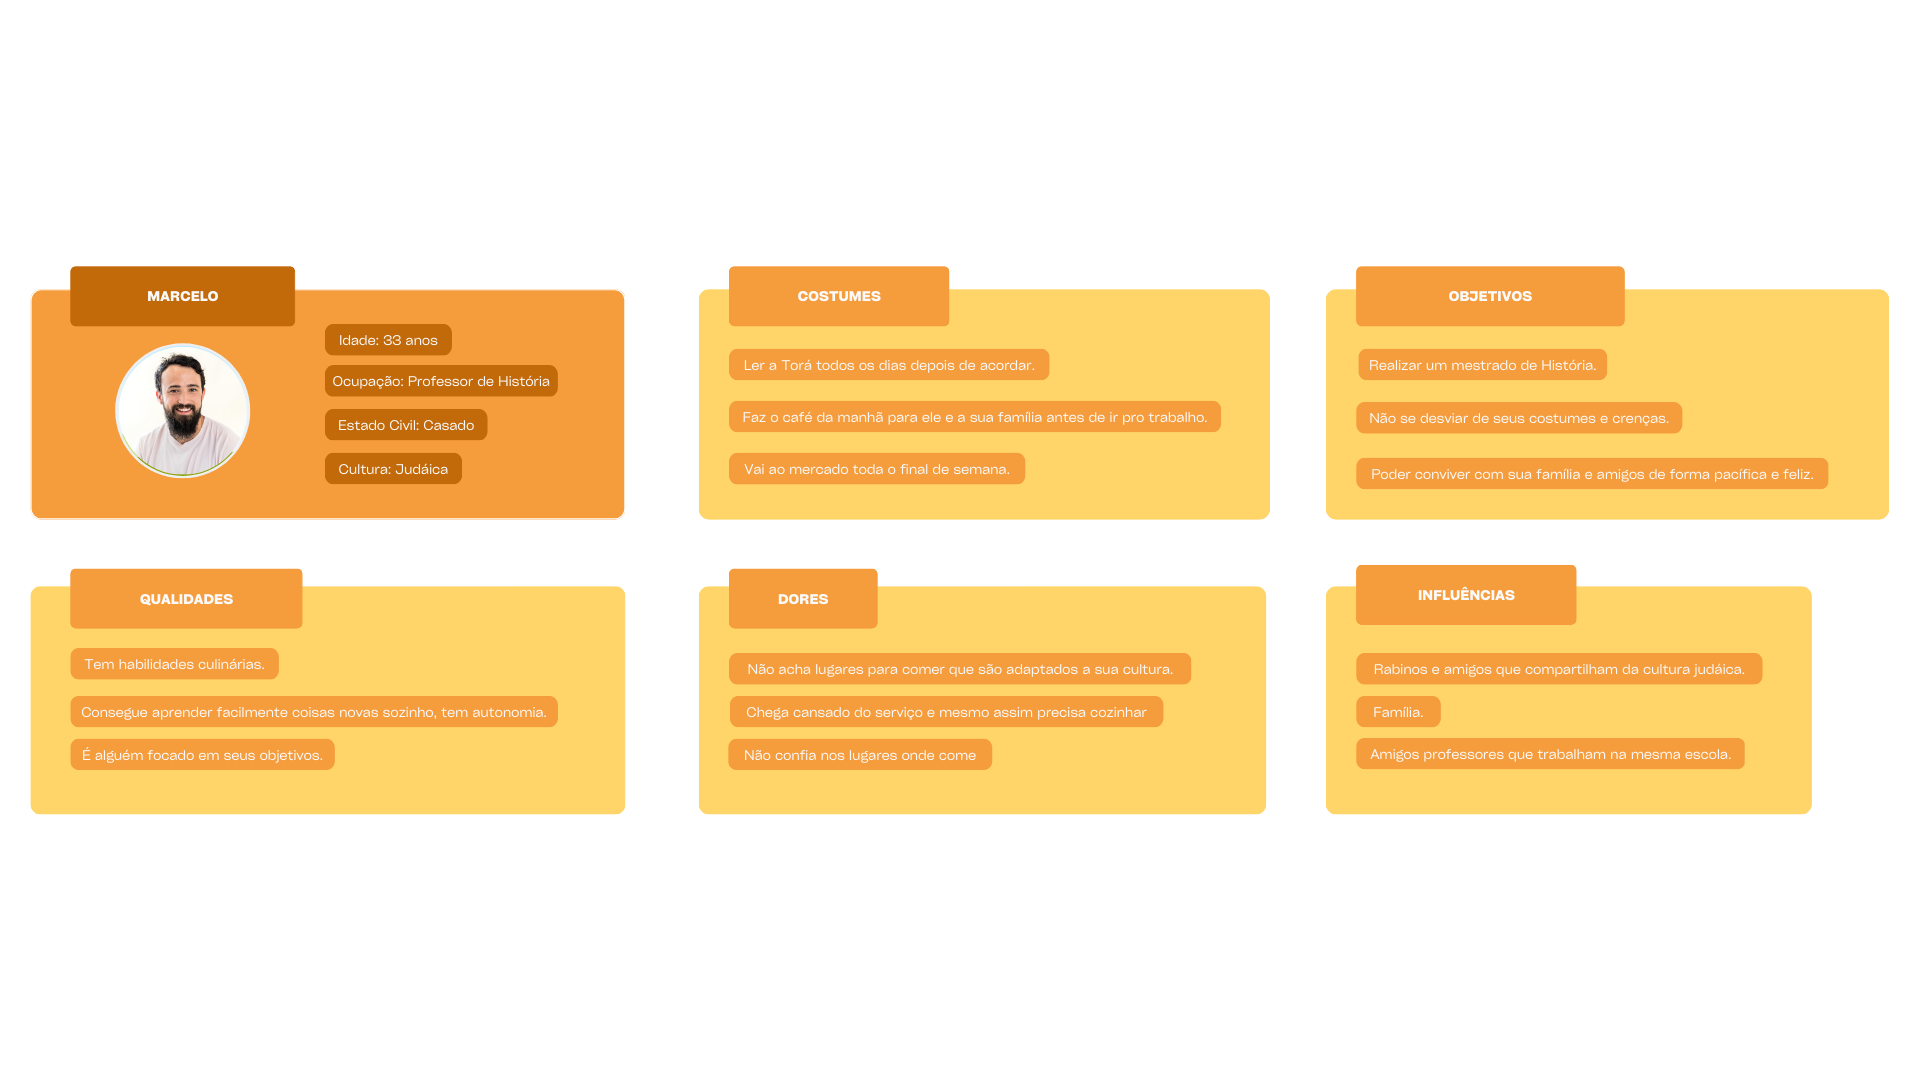 MARCELO
Idade: 33 anos
Ocupação: Professor de História
Estado Civil: Casado
Cultura: Judáica
COSTUMES
Ler a Torá todos os dias depois de acordar.
Faz o café da manhã para ele e a sua família antes de ir pro trabalho.
Vai ao mercado toda o final de semana.
OBJETIVOS
Realizar um mestrado de História.
Não se desviar de seus costumes e crenças.
Poder conviver com sua família e amigos de forma pacífica e feliz.
QUALIDADES
Tem habilidades culinárias.
Consegue aprender facilmente coisas novas sozinho, tem autonomia.
É alguém focado em seus objetivos.
DORES
Não acha lugares para comer que são adaptados a sua cultura.
Chega cansado do serviço e mesmo assim precisa cozinhar
Não confia nos lugares onde come
INFLUÊNCIAS
Rabinos e amigos que compartilham da cultura judáica.
Família.
Amigos professores que trabalham na mesma escola.